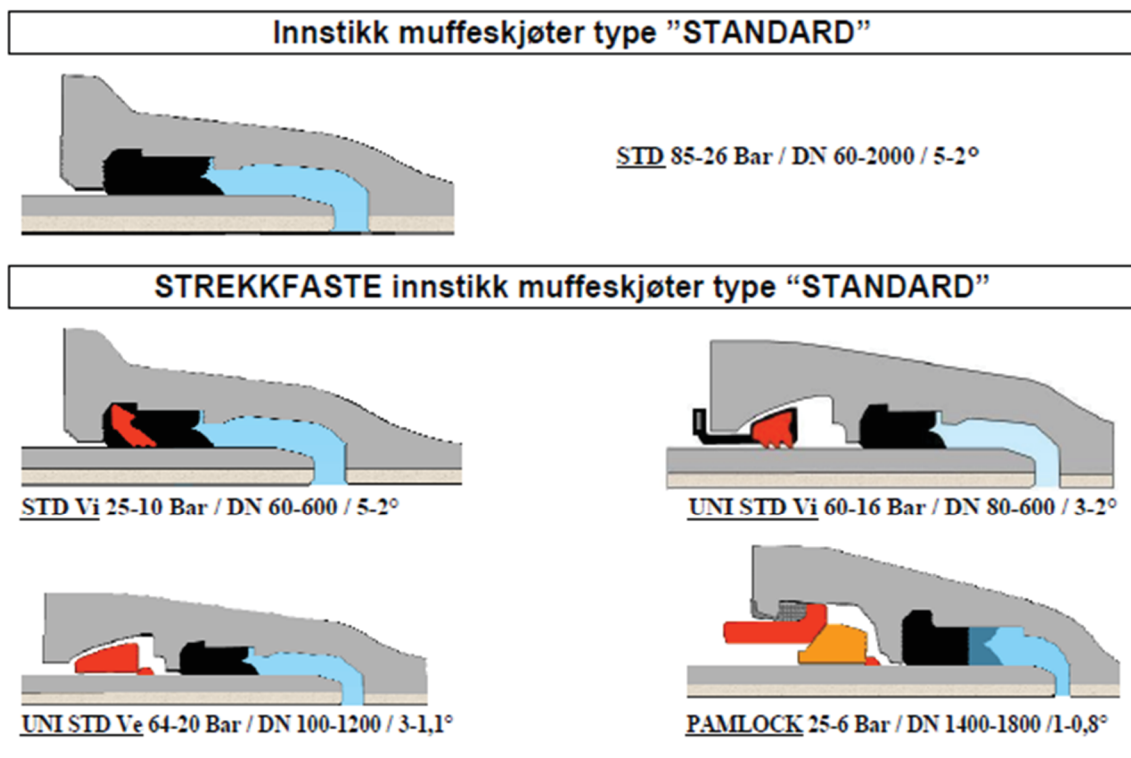 Innstikk muffeskjøter type ”STANDARD”
STD 85-26 Bar / DN 60-2000 / 5-2°
STREKKFASTE innstikk muffeskjøter type “STANDARD”
STD Vi 25-10 Bar / DN 60-600 / 5-2°
UNI STD Vi 60-16 Bar / DN 80-600 / 3-2°
UNI STD Ve 64-20 Bar / DN 100-1200 / 3-1,1°
PAMLOCK 25-6 Bar / DN 1400-1800 /1-0,8°